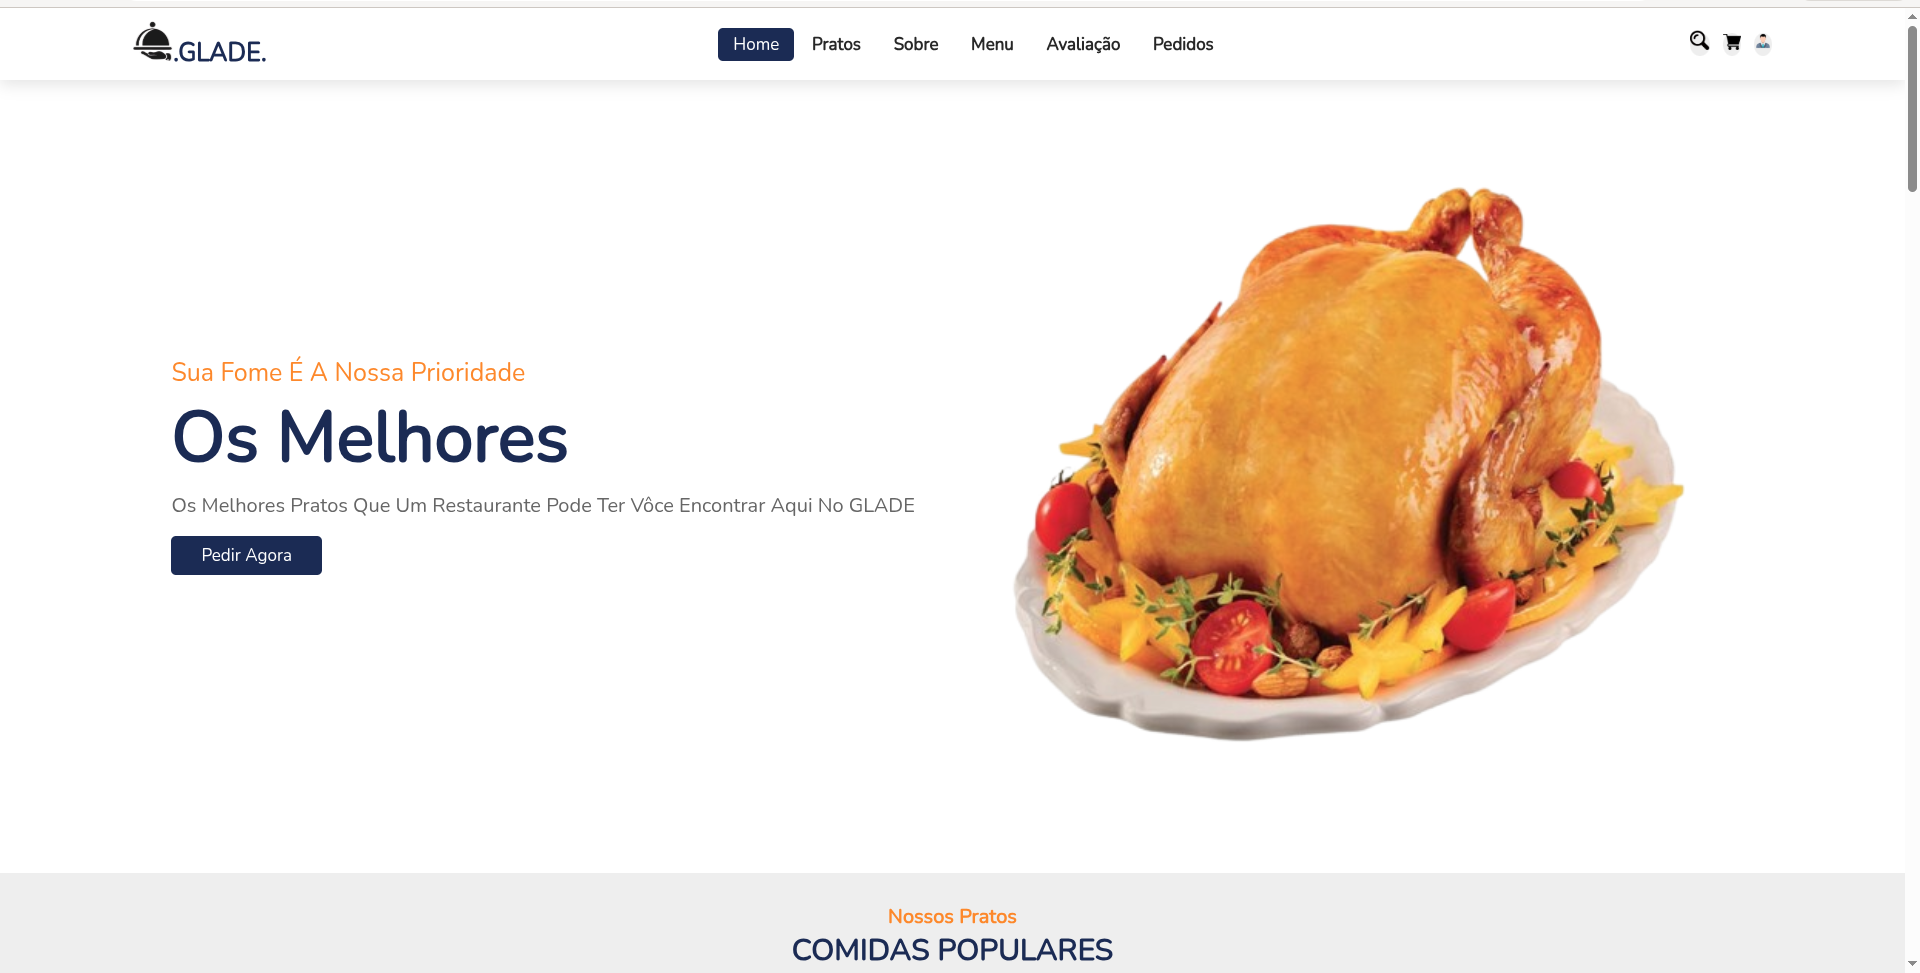 .GLADE.
Home Pratos Sobre Menu Avaliação Pedidos
Sua Fome É A Nossa Prioridade
Os Melhores
Os Melhores Pratos Que Um Restaurante Pode Ter Vôce Encontrar Aqui No GLADE
Pedir Agora
Nossos Pratos
COMIDAS POPULARES